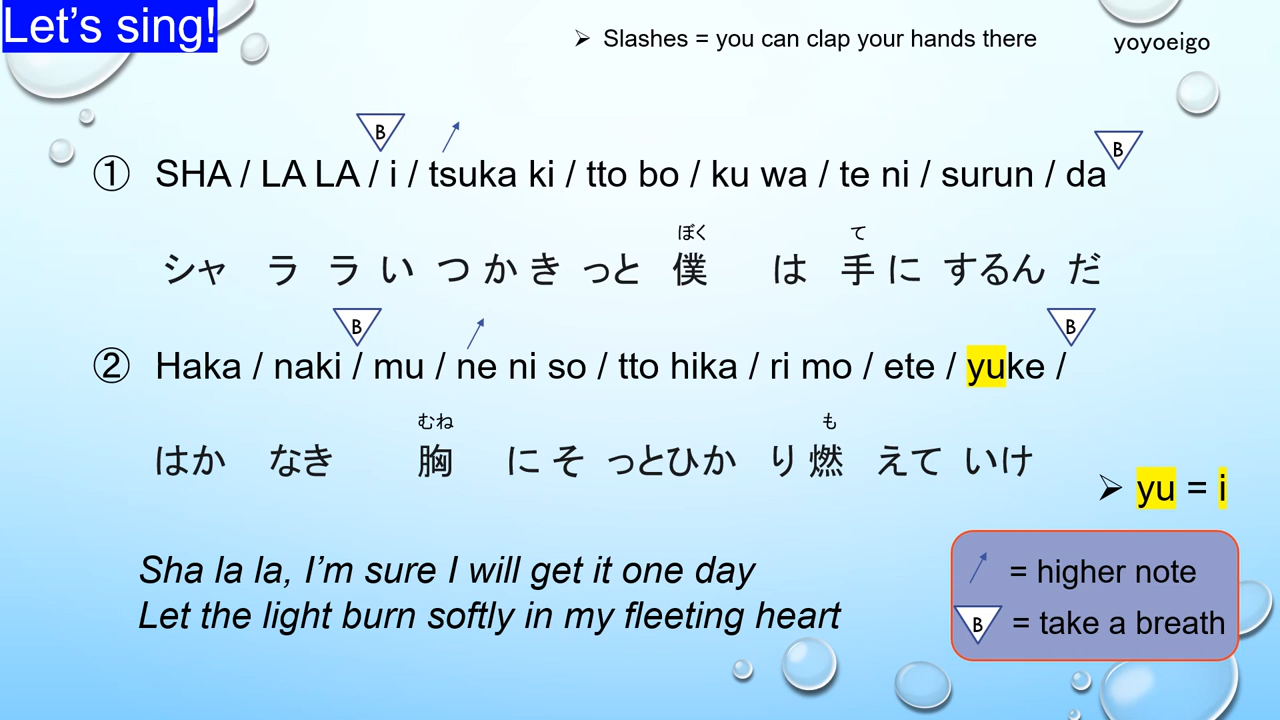 Let's sing!
➢ Slashes = you can clap your hands there
yoyoeigo
B
B
① SHA / LA LA / i / tsuka ki / tto bo / ku wa / te ni / surun / da
ぼく て
シャ ラ ラ い つ か き っと 僕 は 手 に するん だ
B
B
② Haka / naki / mu / ne ni so / tto hika / ri mo / ete / yuke /
むね も
はか なき 胸 に そ っとひか り 燃 えて いけ
➢ yu = i
Sha la la, I'm sure I will get it one day
Let the light burn softly in my fleeting heart
= higher note
B = take a breath